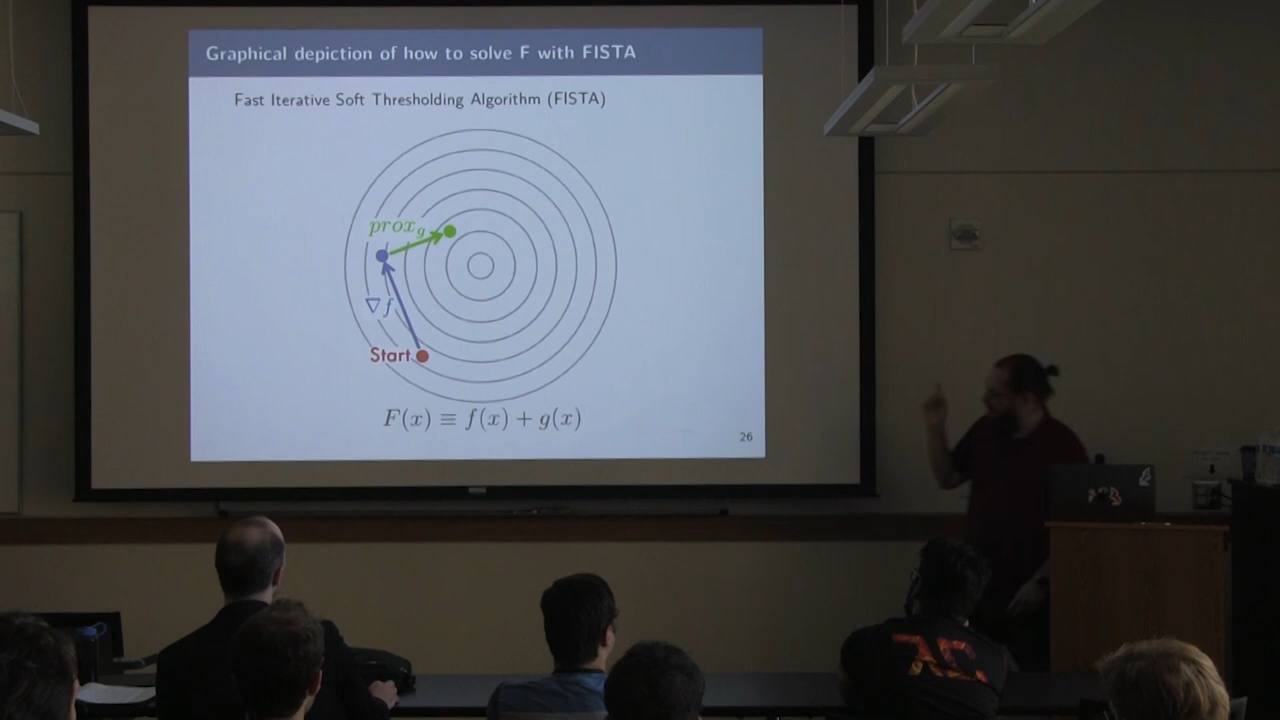 Graphical depiction of how to solve F with FISTA
Fast Iterative Soft Thresholding Algorithm (FISTA)
prox_g
∇f
Start
F(x) ≡ f(x) + g(x)
26